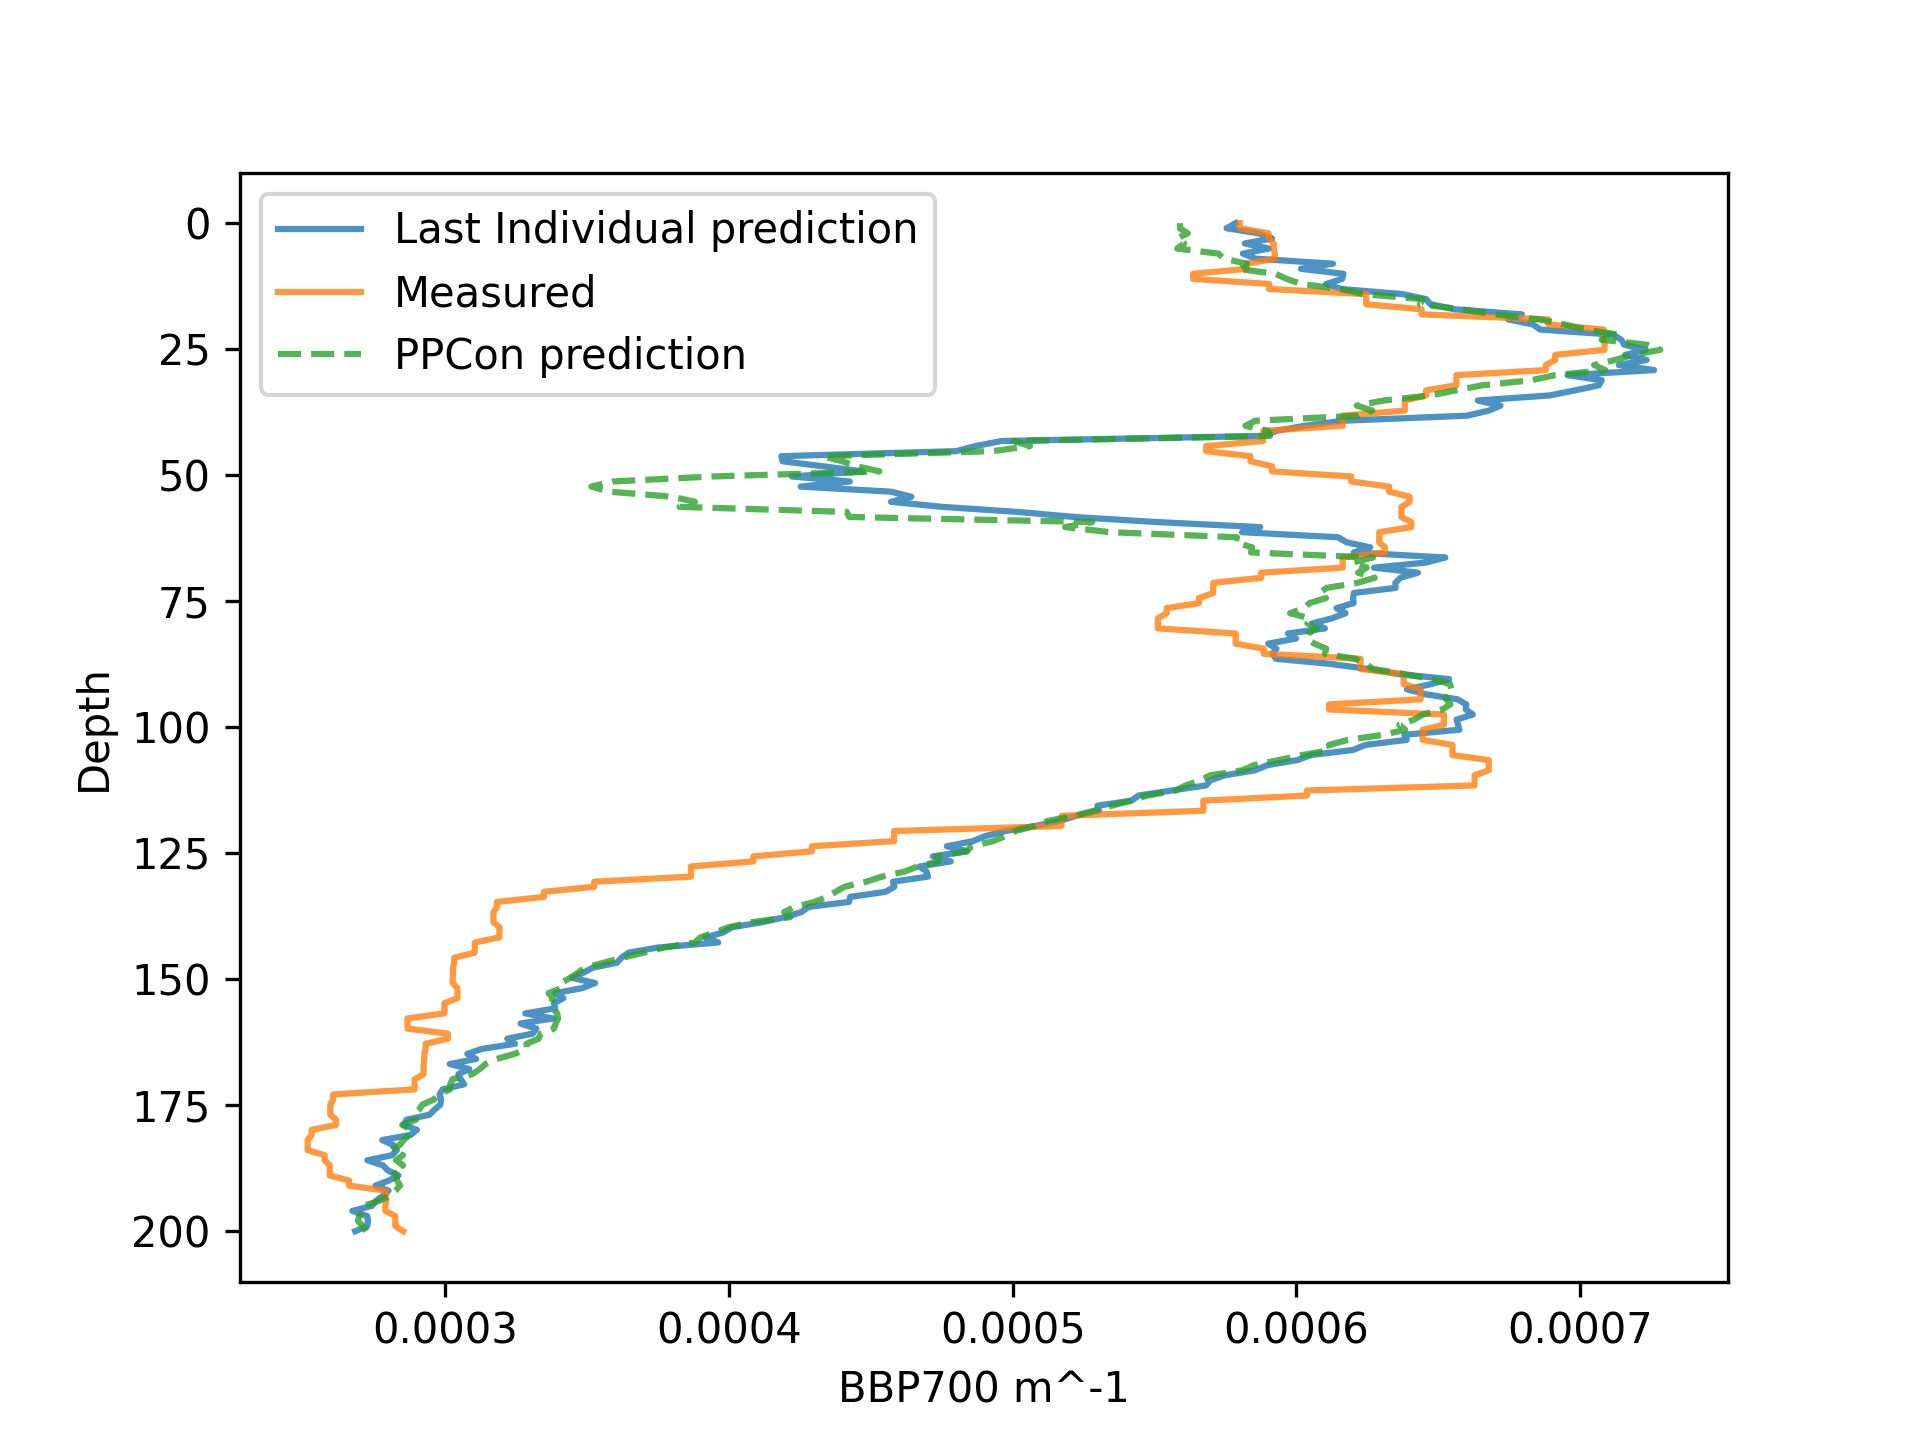 Last Individual prediction
Measured
PPCon prediction
0
25
50
75
100
125
150
175
200
Depth
0.0003 0.0004 0.0005 0.0006 0.0007
BBP700 m^-1